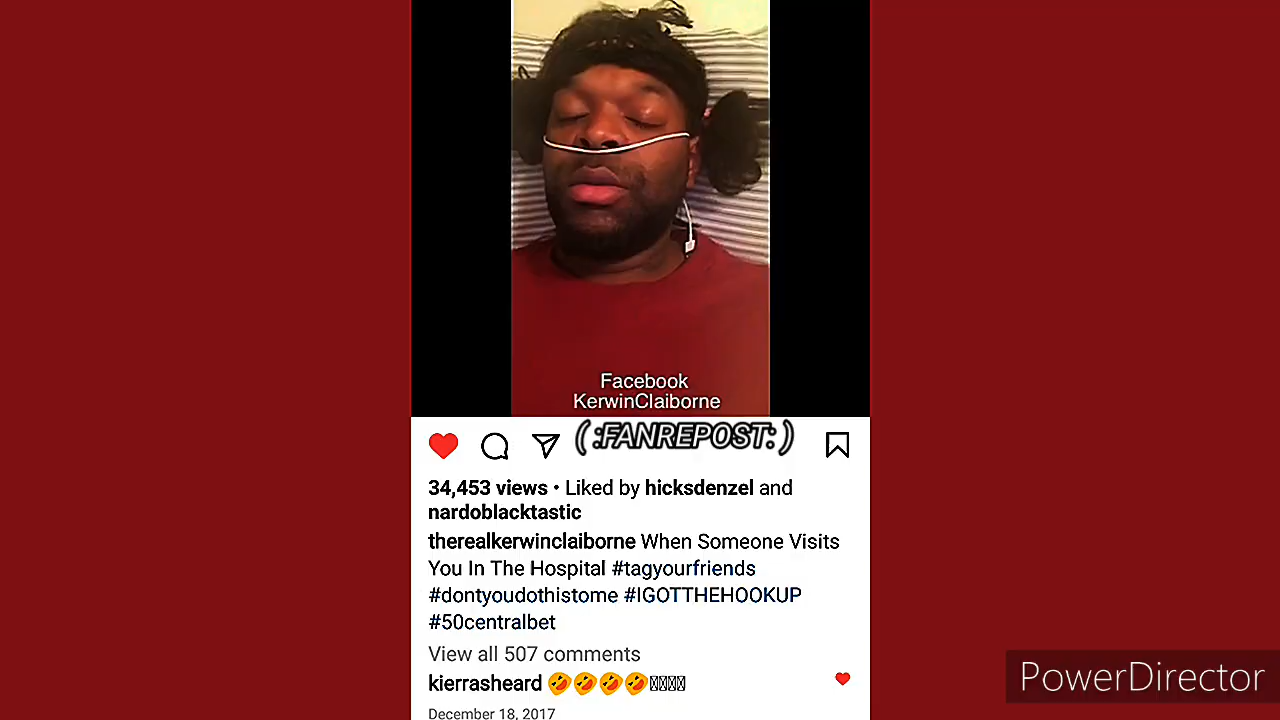 Facebook
KerwinClaiborne
(:FANREPOST:)
34,453 views • Liked by hicksdenzel and
nardoblacktastic
therealkerwinclaiborne When Someone Visits
You In The Hospital #tagyourfriends
#dontyoudothistome #IGOTTHEHOOKUP
#50centralbet
View all 507 comments
kierrasheard 🤣🤣🤣🤣
December 18, 2017
PowerDirector